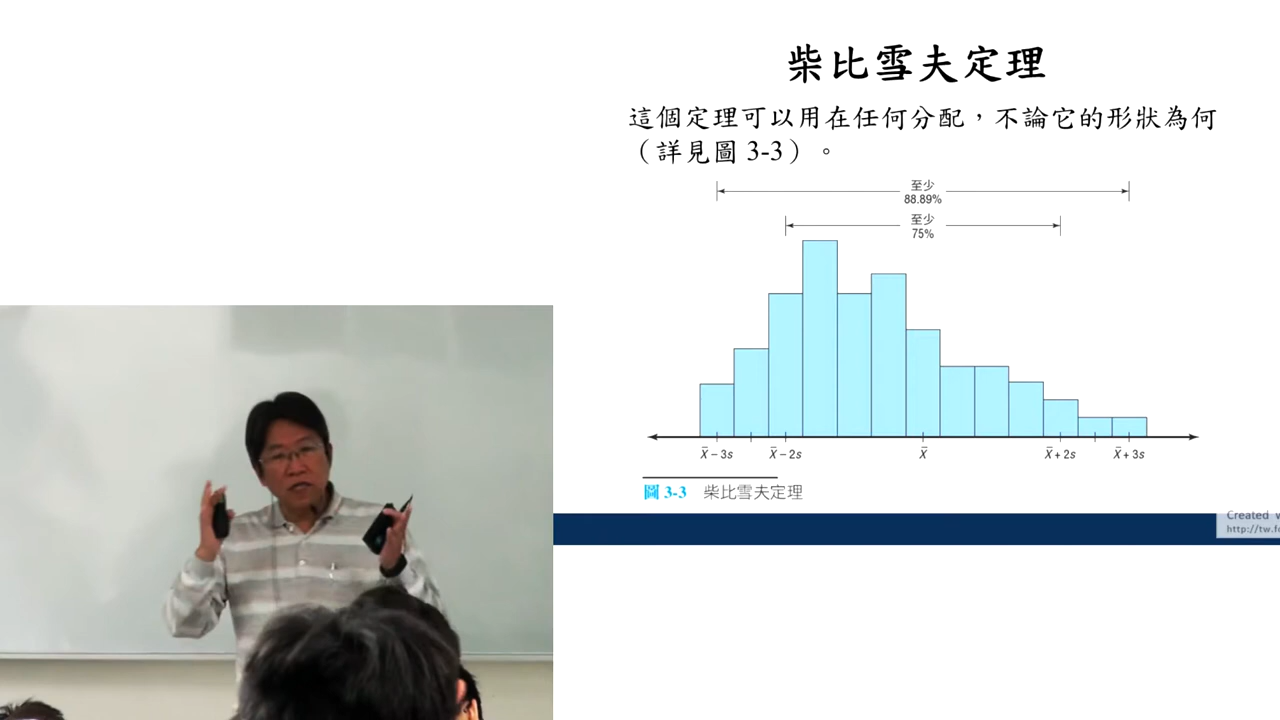 柴比雪夫定理
這個定理可以用在任何分配，不論它的形狀為何
（詳見圖 3-3）。
至少
88.89%
至少
75%
X̄ − 3s
X̄ − 2s
X̄
X̄ + 2s
X̄ + 3s
圖 3-3 柴比雪夫定理
Created
http://tw.fo